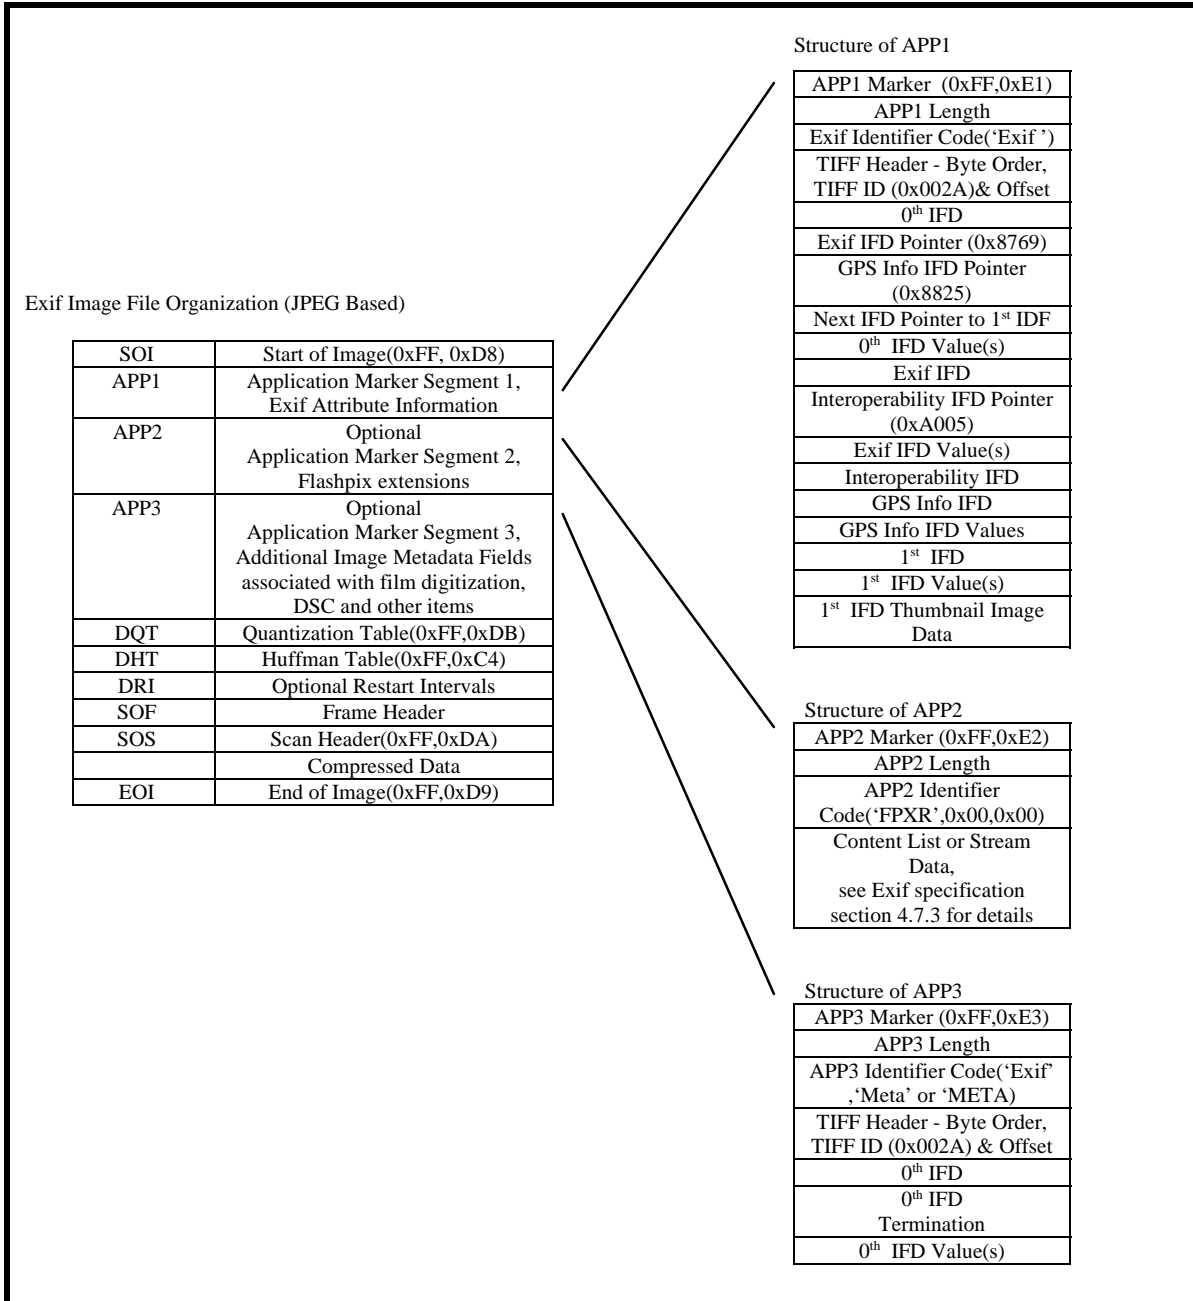 Exif Image File Organization (JPEG Based)
SOI Start of Image(0xFF, 0xD8)
APP1 Application Marker Segment 1,
Exif Attribute Information
APP2 Optional
Application Marker Segment 2,
Flashpix extensions
APP3 Optional
Application Marker Segment 3,
Additional Image Metadata Fields
associated with film digitization,
DSC and other items
DQT Quantization Table(0xFF,0xDB)
DHT Huffman Table(0xFF,0xC4)
DRI Optional Restart Intervals
SOF Frame Header
SOS Scan Header(0xFF,0xDA)
Compressed Data
EOI End of Image(0xFF,0xD9)
Structure of APP1
APP1 Marker (0xFF,0xE1)
APP1 Length
Exif Identifier Code(‘Exif ’)
TIFF Header - Byte Order,
TIFF ID (0x002A)& Offset
0th IFD
Exif IFD Pointer (0x8769)
GPS Info IFD Pointer
(0x8825)
Next IFD Pointer to 1st IDF
0th IFD Value(s)
Exif IFD
Interoperability IFD Pointer
(0xA005)
Exif IFD Value(s)
Interoperability IFD
GPS Info IFD
GPS Info IFD Values
1st IFD
1st IFD Value(s)
1st IFD Thumbnail Image
Data
Structure of APP2
APP2 Marker (0xFF,0xE2)
APP2 Length
APP2 Identifier
Code(‘FPXR’,0x00,0x00)
Content List or Stream
Data,
see Exif specification
section 4.7.3 for details
Structure of APP3
APP3 Marker (0xFF,0xE3)
APP3 Length
APP3 Identifier Code(‘Exif’
,‘Meta’ or ‘META)
TIFF Header - Byte Order,
TIFF ID (0x002A) & Offset
0th IFD
0th IFD
Termination
0th IFD Value(s)